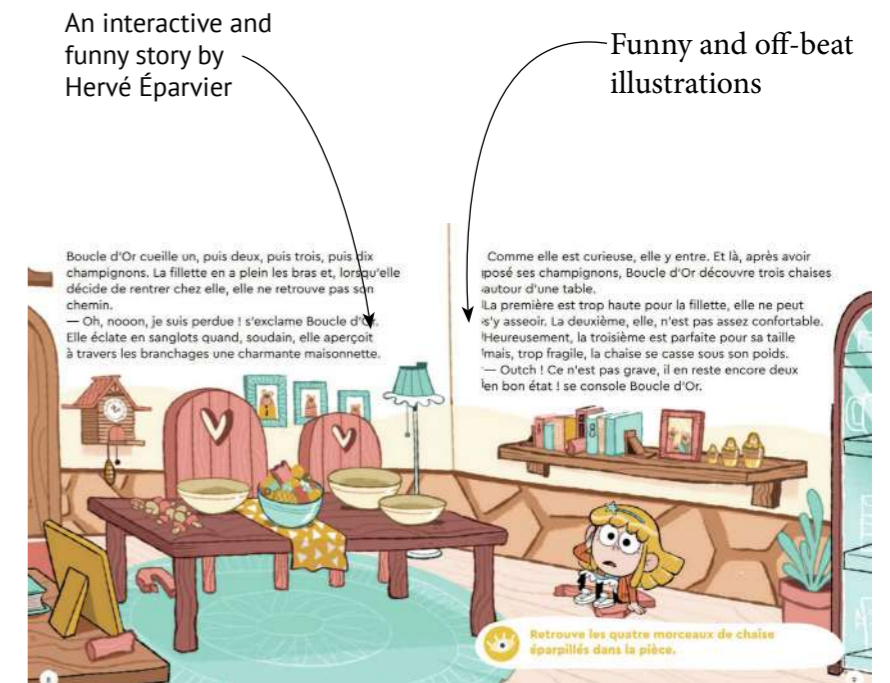 An interactive and
funny story by
Hervé Éparvier
Funny and off-beat
illustrations
Boucle d'Or cueille un, puis deux, puis trois, puis dix
champignons. La fillette en a plein les bras et, lorsqu'elle
décide de rentrer chez elle, elle ne retrouve pas son
chemin.
— Oh, nooon, je suis perdue ! s'exclame Boucle d'Or.
Elle éclate en sanglots quand, soudain, elle aperçoit
à travers les branchages une charmante maisonnette.
Comme elle est curieuse, elle y entre. Et là, après avoir
posé ses champignons, Boucle d'Or découvre trois chaises
autour d'une table.
La première est trop haute pour la fillette, elle ne peut
s'y asseoir. La deuxième, elle, n'est pas assez confortable.
Heureusement, la troisième est parfaite pour sa taille
mais, trop fragile, la chaise se casse sous son poids.
— Outch ! Ce n'est pas grave, il en reste encore deux
en bon état ! se console Boucle d'Or.
Retrouve les quatre morceaux de chaise
éparpillés dans la pièce.
8
9